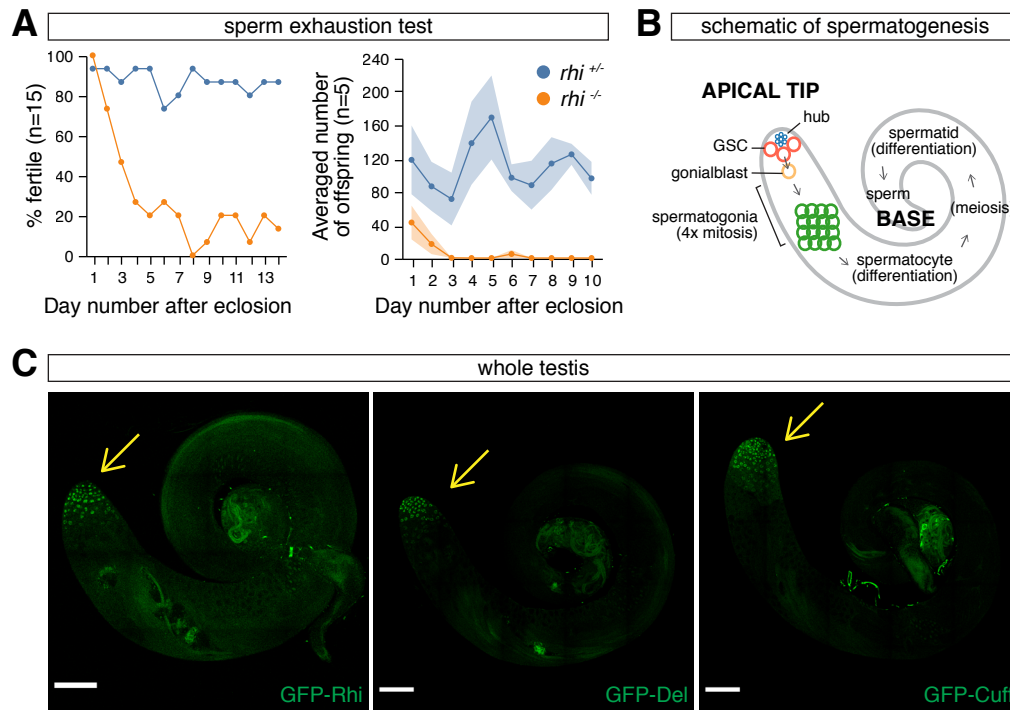 A
sperm exhaustion test
% fertile (n=15)
100
80
60
40
20
0
1
3
5
7
9
11
13
Day number after eclosion
Averaged number
of offspring (n=5)
240
200
160
120
80
40
0
1
2
3
4
5
6
7
8
9
10
Day number after eclosion
rhi +/-
rhi -/-
B
schematic of spermatogenesis
APICAL TIP
hub
GSC
gonialblast
spermatogonia
(4x mitosis)
spermatid
(differentiation)
sperm
BASE
(meiosis)
spermatocyte
(differentiation)
C
whole testis
GFP-Rhi
GFP-Del
GFP-Cuff